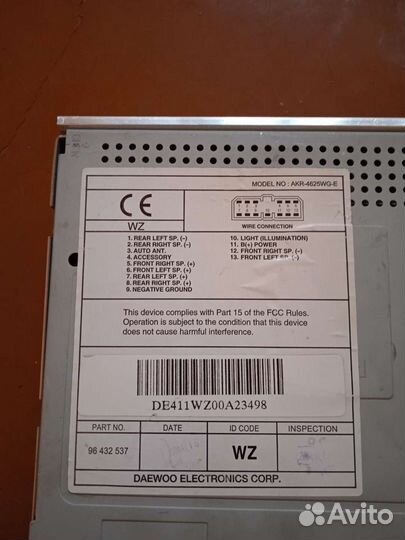 MODEL NO : AKR-4625WG-E
CE
WZ
WIRE CONNECTION
1. REAR LEFT SP. (-)
2. REAR RIGHT SP. (-)
3. AUTO ANT.
4. ACCESSORY
5. FRONT RIGHT SP. (+)
6. FRONT LEFT SP. (+)
7. REAR LEFT SP. (+)
8. REAR RIGHT SP. (+)
9. NEGATIVE GROUND
10. LIGHT (ILLUMINATION)
11. B(+) POWER
12. FRONT RIGHT SP. (-)
13. FRONT LEFT SP. (-)
This device complies with Part 15 of the FCC Rules.
Operation is subject to the condition that this device
does not cause harmful interference.
DE411WZ00A23498
PART NO. DATE ID CODE INSPECTION
96 432 537 WZ
DAEWOO ELECTRONICS CORP.
Avito